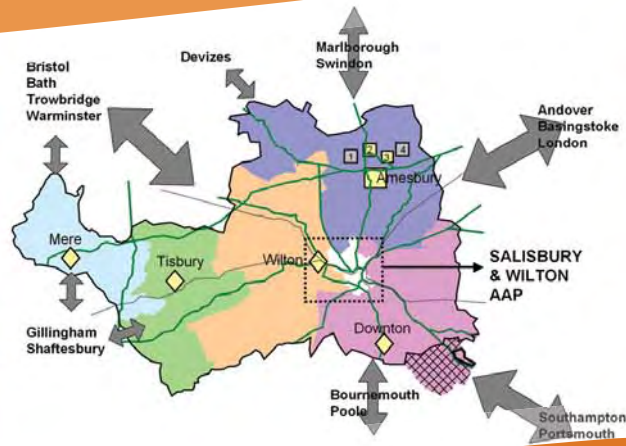 Marlborough
Swindon
Devizes
Bristol
Bath
Trowbridge
Warminster
Andover
Basingstoke
London
1
2
3
4
Amesbury
Mere
Tisbury
Wilton
SALISBURY
& WILTON
AAP
Gillingham
Shaftesbury
Downton
Bournemouth
Poole
Southampton
Portsmouth